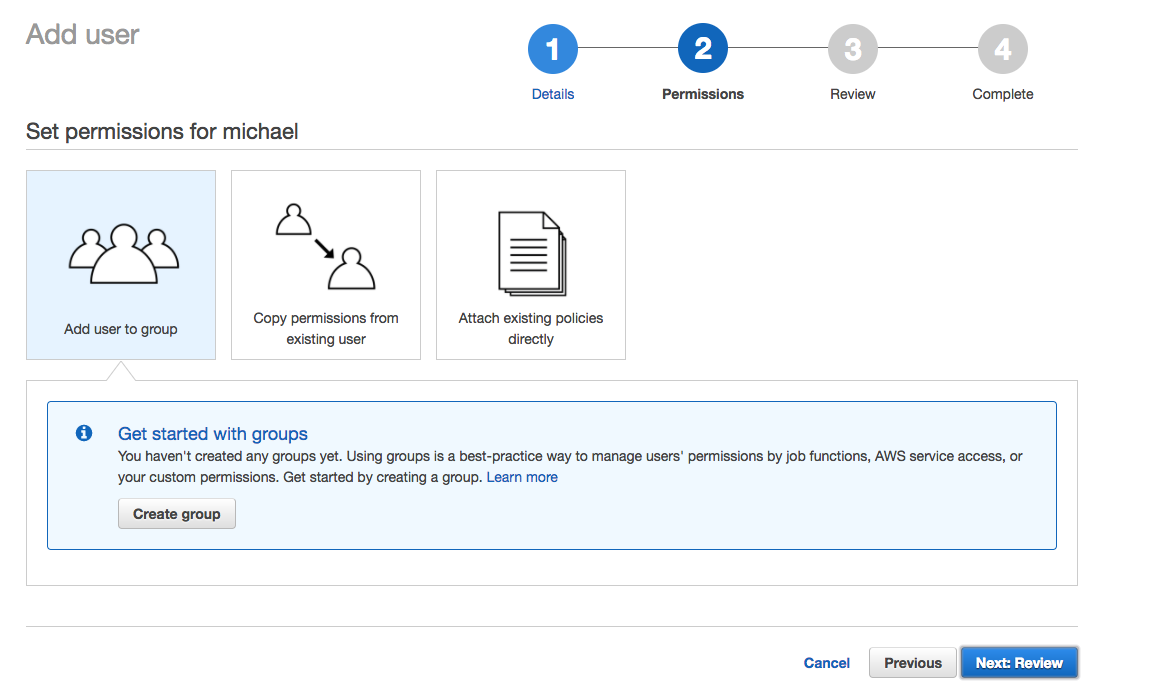 Add user
1
2
3
4
Details
Permissions
Review
Complete
Set permissions for michael
Add user to group
Copy permissions from
existing user
Attach existing policies
directly
Get started with groups
You haven't created any groups yet. Using groups is a best-practice way to manage users' permissions by job functions, AWS service access, or
your custom permissions. Get started by creating a group. Learn more
Create group
Cancel
Previous
Next: Review